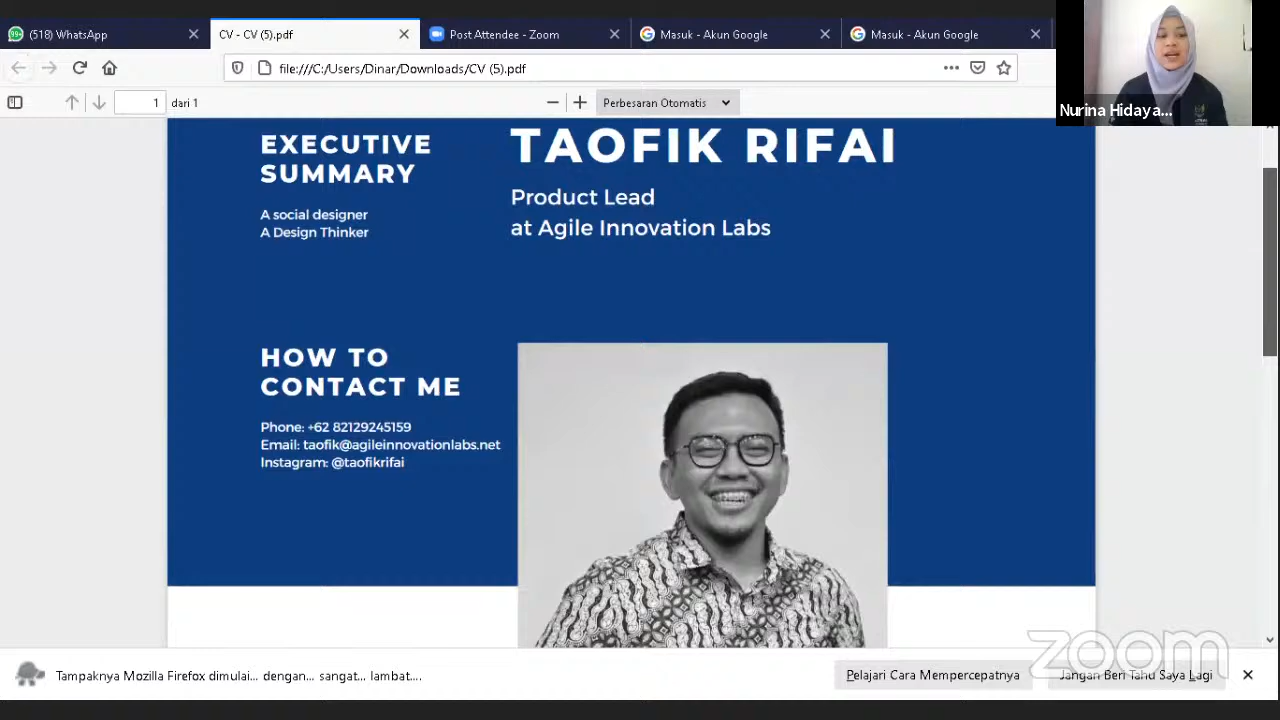 (518) WhatsApp
CV - CV (5).pdf
Post Attendee - Zoom
Masuk - Akun Google
Masuk - Akun Google
file:///C:/Users/Dinar/Downloads/CV (5).pdf
1 dari 1
Perbesaran Otomatis
Nurina Hidaya...
EXECUTIVE
SUMMARY
A social designer
A Design Thinker
TAOFIK RIFAI
Product Lead
at Agile Innovation Labs
HOW TO
CONTACT ME
Phone: +62 82129245159
Email: taofik@agileinnovationlabs.net
Instagram: @taofikrifai
Tampaknya Mozilla Firefox dimulai... dengan... sangat... lambat....
Pelajari Cara Mempercepatnya
Jangan Beri Tahu Saya Lagi
zoom